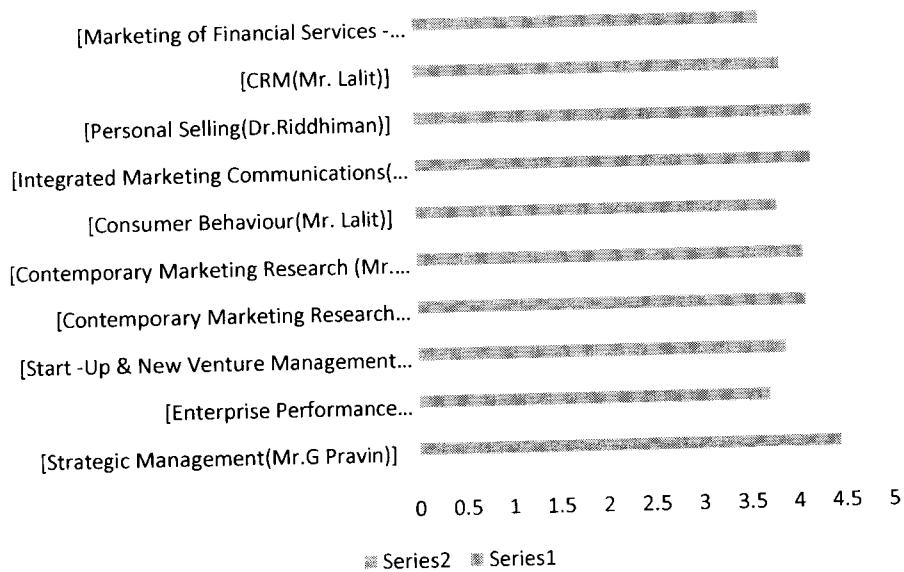 [Marketing of Financial Services -...
[CRM(Mr. Lalit)]
[Personal Selling(Dr.Riddhiman)]
[Integrated Marketing Communications(...
[Consumer Behaviour(Mr. Lalit)]
[Contemporary Marketing Research (Mr....
[Contemporary Marketing Research...
[Start -Up & New Venture Management...
[Enterprise Performance...
[Strategic Management(Mr.G Pravin)]
0 0.5 1 1.5 2 2.5 3 3.5 4 4.5 5
Series2 Series1